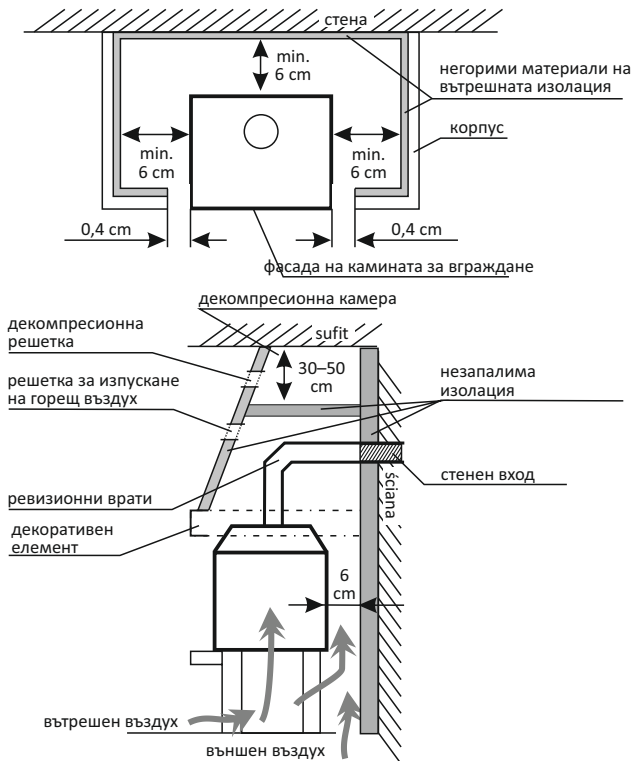 стена
min.
6 cm
негорими материали на
вътрешната изолация
корпус
min.
6 cm
min.
6 cm
0,4 cm
0,4 cm
фасада на камината за вграждане
декомпресионна камера
sufit
декомпресионна
решетка
30–50
cm
незапалима
изолация
решетка за изпускане
на горещ въздух
ревизионни врати
стенен вход
ściana
декоративен
елемент
6
cm
вътрешен въздух
външен въздух